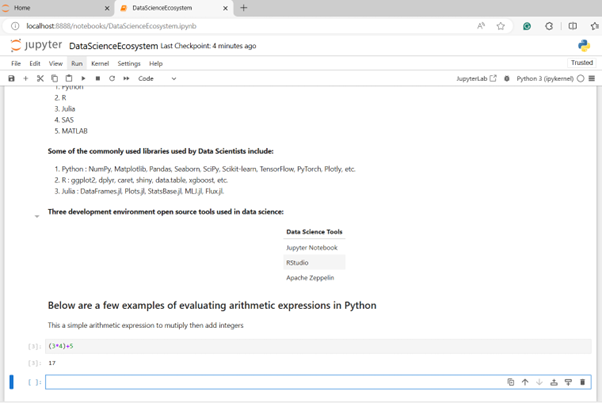 Home
DataScienceEcosystem
localhost:8888/notebooks/DataScienceEcosystem.ipynb
jupyter DataScienceEcosystem Last Checkpoint: 4 minutes ago
File Edit View Run Kernel Settings Help Trusted
Code JupyterLab Python 3 (ipykernel)
1. Python
2. R
3. Julia
4. SAS
5. MATLAB
Some of the commonly used libraries used by Data Scientists include:
1. Python : NumPy, Matplotlib, Pandas, Seaborn, SciPy, Scikit-learn, TensorFlow, PyTorch, Plotly, etc.
2. R : ggplot2, dplyr, caret, shiny, data.table, xgboost, etc.
3. Julia : DataFrames.jl, Plots.jl, StatsBase.jl, MLJ.jl, Flux.jl.
Three development environment open source tools used in data science:
Data Science Tools
Jupyter Notebook
RStudio
Apache Zeppelin
Below are a few examples of evaluating arithmetic expressions in Python
This a simple arithmetic expression to mutiply then add integers
[3]: (3*4)+5
[3]: 17
[ ]: